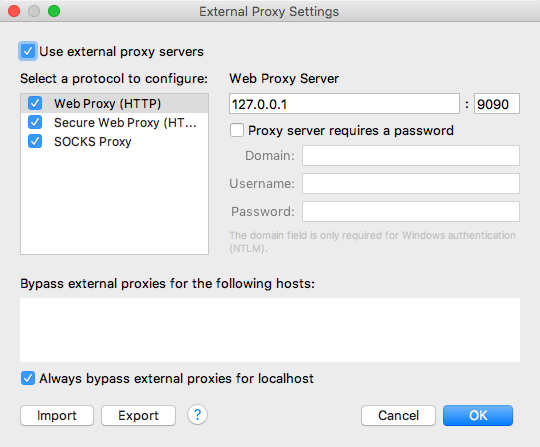 External Proxy Settings
Use external proxy servers
Select a protocol to configure:
Web Proxy (HTTP)
Secure Web Proxy (HT...
SOCKS Proxy
Web Proxy Server
127.0.0.1 : 9090
Proxy server requires a password
Domain:
Username:
Password:
The domain field is only required for Windows authentication
(NTLM).
Bypass external proxies for the following hosts:
Always bypass external proxies for localhost
Import Export ? Cancel OK